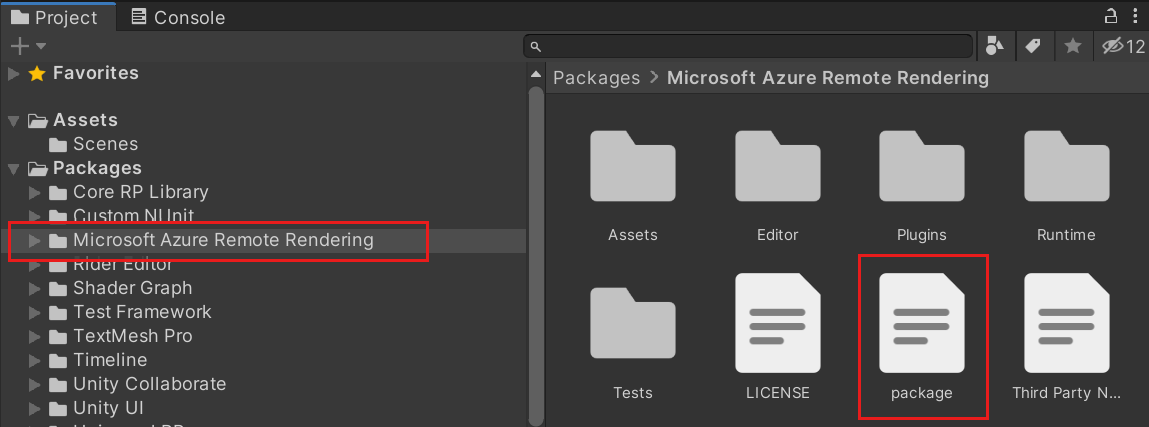 Project
Console
12
Favorites
Assets
Scenes
Packages
Core RP Library
Custom NUnit
Microsoft Azure Remote Rendering
Rider Editor
Shader Graph
Test Framework
TextMesh Pro
Timeline
Unity Collaborate
Unity UI
Packages > Microsoft Azure Remote Rendering
Assets
Editor
Plugins
Runtime
Tests
LICENSE
package
Third Party N...